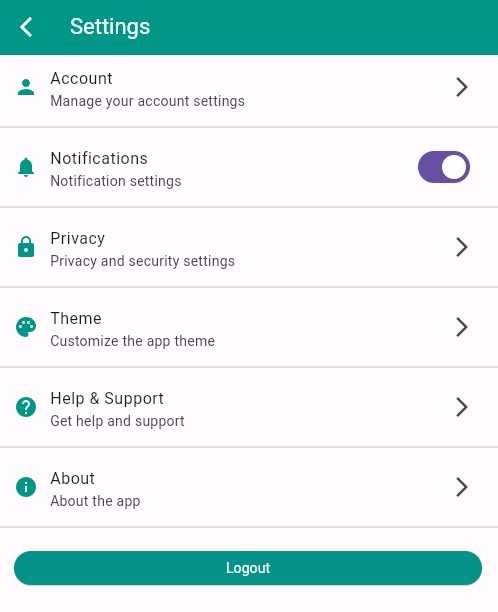 Settings
Account
Manage your account settings
Notifications
Notification settings
Privacy
Privacy and security settings
Theme
Customize the app theme
Help & Support
Get help and support
About
About the app
Logout